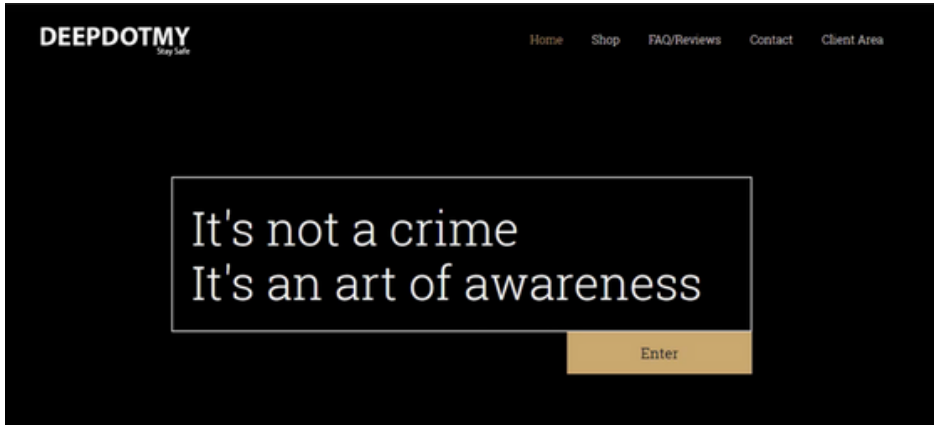 DEEPDOTMY
Stay Safe
Home Shop FAQ/Reviews Contact Client Area
It's not a crime
It's an art of awareness
Enter